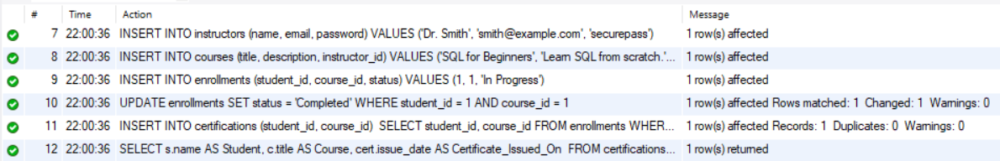 # Time Action Message
7 22:00:36 INSERT INTO instructors (name, email, password) VALUES ('Dr. Smith', 'smith@example.com', 'securepass') 1 row(s) affected
8 22:00:36 INSERT INTO courses (title, description, instructor_id) VALUES ('SQL for Beginners', 'Learn SQL from scratch.'... 1 row(s) affected
9 22:00:36 INSERT INTO enrollments (student_id, course_id, status) VALUES (1, 1, 'In Progress') 1 row(s) affected
10 22:00:36 UPDATE enrollments SET status = 'Completed' WHERE student_id = 1 AND course_id = 1 1 row(s) affected Rows matched: 1 Changed: 1 Warnings: 0
11 22:00:36 INSERT INTO certifications (student_id, course_id) SELECT student_id, course_id FROM enrollments WHER... 1 row(s) affected Records: 1 Duplicates: 0 Warnings: 0
12 22:00:36 SELECT s.name AS Student, c.title AS Course, cert.issue_date AS Certificate_Issued_On FROM certifications... 1 row(s) returned